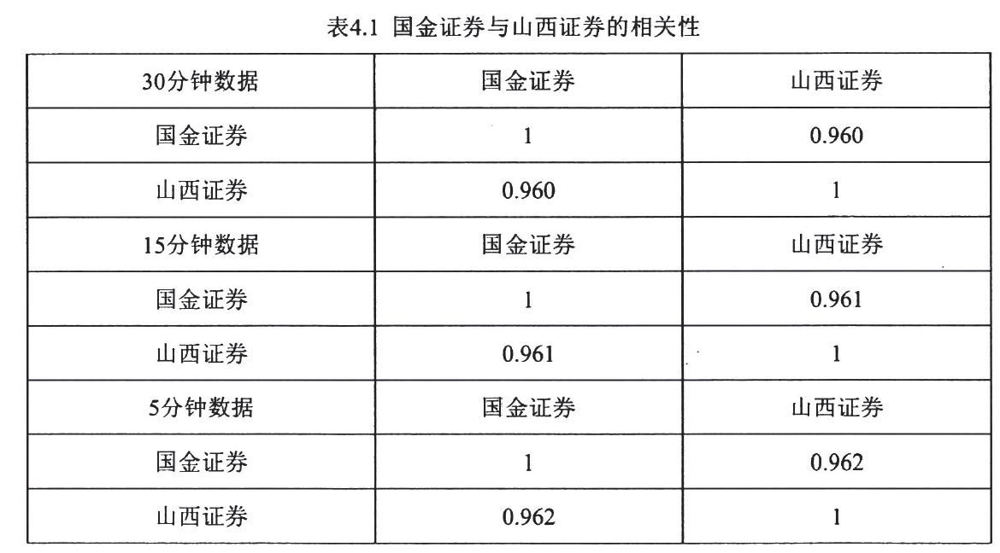 表4.1 国金证券与山西证券的相关性
30分钟数据 国金证券 山西证券
国金证券 1 0.960
山西证券 0.960 1
15分钟数据 国金证券 山西证券
国金证券 1 0.961
山西证券 0.961 1
5分钟数据 国金证券 山西证券
国金证券 1 0.962
山西证券 0.962 1